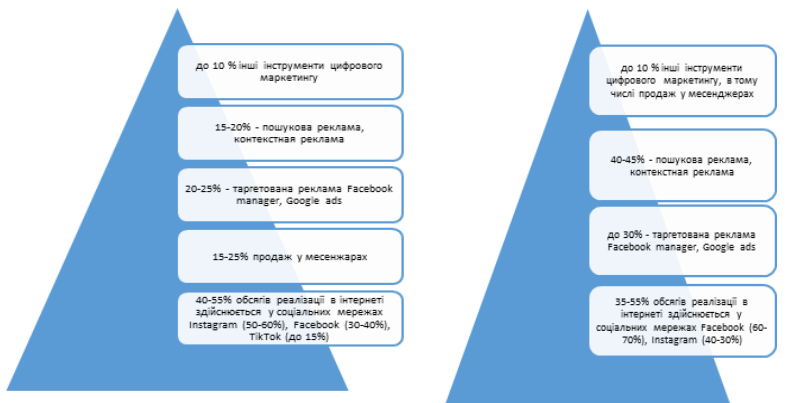 до 10 % інші інструменти цифрового
маркетингу
15-20% - пошукова реклама,
контекстная реклама
20-25% - таргетована реклама Facebook
manager, Google ads
15-25% продаж у месенжарах
40-55% обсягів реалізації в інтернеті
здійснюється у соціальних мережах
Instagram (50-60%), Facebook (30-40%),
TikTok (до 15%)
до 10 % інші інструменти
цифрового маркетингу, в тому
числі продаж у месенджерах
40-45% - пошукова реклама,
контекстная реклама
до 30% - таргетована реклама
Facebook manager, Google ads
35-55% обсягів реалізації в
інтернеті здійснюється у
соціальних мережах Facebook (60-
70%), Instagram (40-30%)